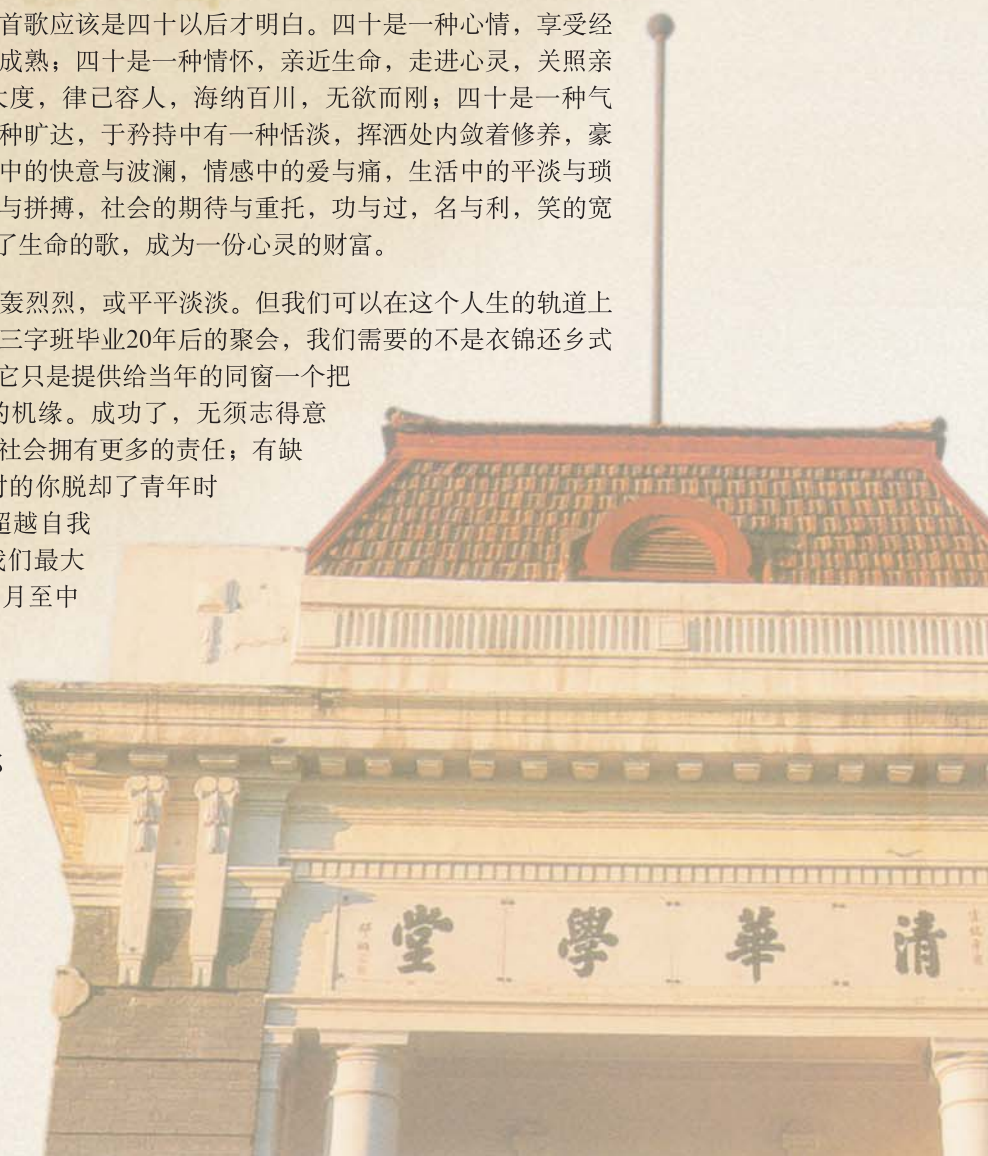 首歌应该是四十以后才明白。四十是一种心情，享受经
成熟；四十是一种情怀，亲近生命，走进心灵，关照亲
大度，律己容人，海纳百川，无欲而刚；四十是一种气
种旷达，于矜持中有一种恬淡，挥洒处内敛着修养，豪
中的快意与波澜，情感中的爱与痛，生活中的平淡与琐
与拼搏，社会的期待与重托，功与过，名与利，笑的宽
了生命的歌，成为一份心灵的财富。
轰烈烈，或平平淡淡。但我们可以在这个人生的轨道上
三字班毕业20年后的聚会，我们需要的不是衣锦还乡式
它只是提供给当年的同窗一个把
的机缘。成功了，无须志得意
社会拥有更多的责任；有缺
时的你脱却了青年时
超越自我
我们最大
月至中
堂學華清